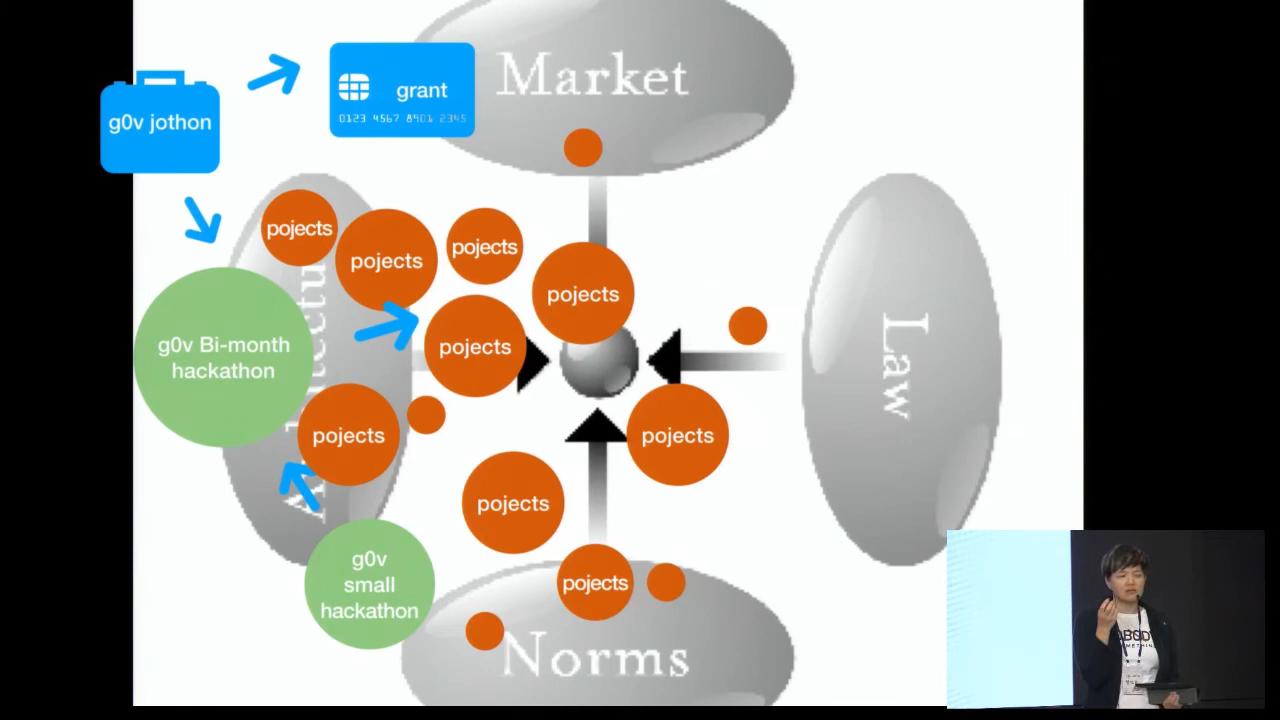 Market
grant
0123 4567 8901 2345
g0v jothon
pojects
pojects
pojects
pojects
pojects
g0v Bi-month
hackathon
Law
pojects
pojects
pojects
g0v
small
hackathon
pojects
Norms